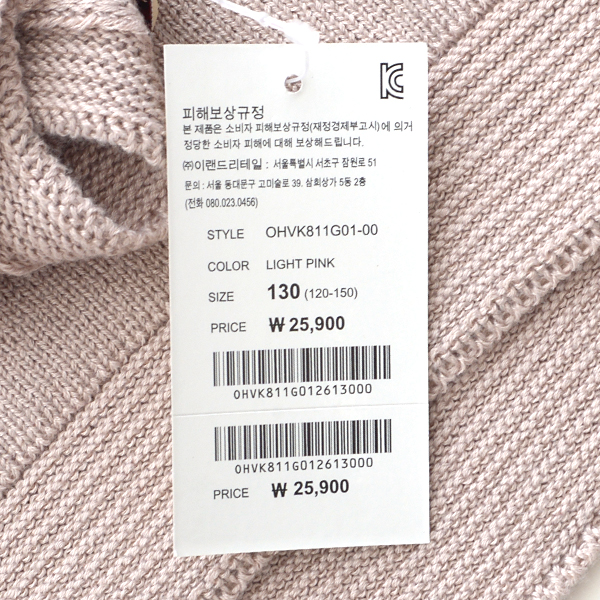 피해보상규정
본 제품은 소비자 피해보상규정(재정경제부고시)에 의거
정당한 소비자 피해에 대해 보상해드립니다.
㈜이랜드리테일 : 서울특별시 서초구 잠원로 51
문의 : 서울 동대문구 고미술로 39. 삼희상가 5동 2층
(전화 080.023.0456)
STYLE OHVK811G01-00
COLOR LIGHT PINK
SIZE 130 (120-150)
PRICE ₩ 25,900
OHVK811G012613000
OHVK811G012613000
PRICE ₩ 25,900